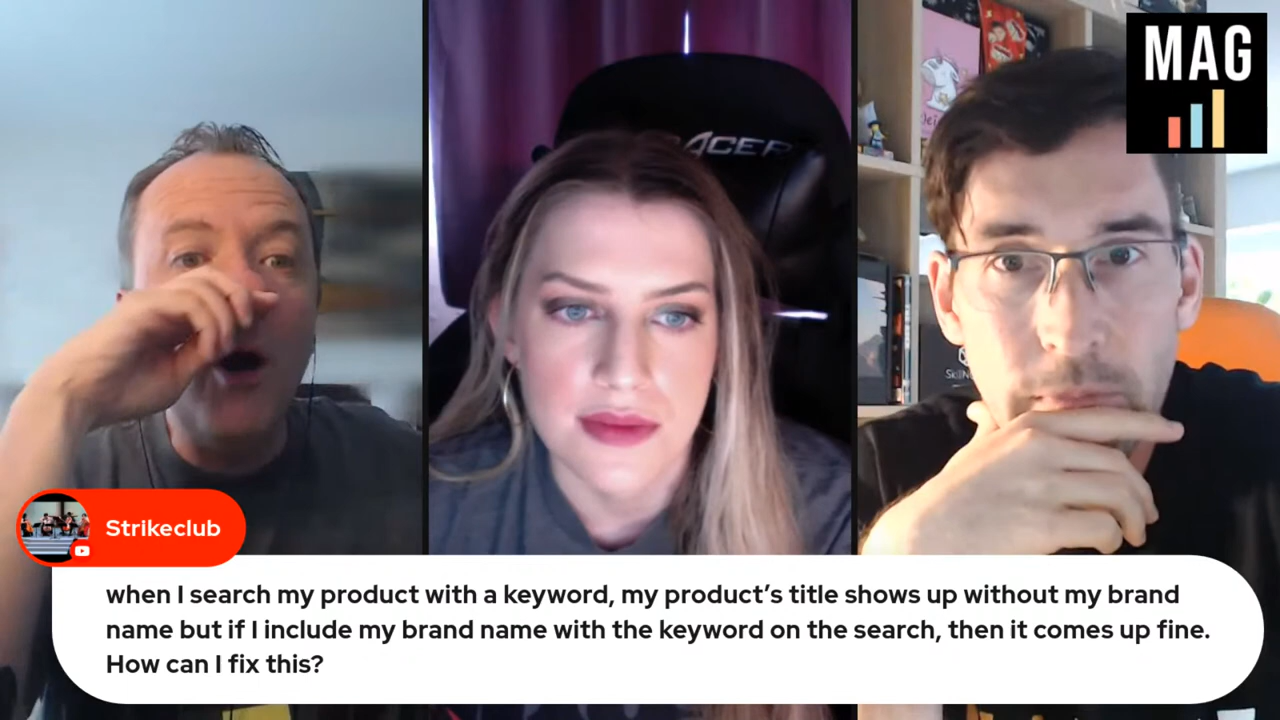 MAG
ACER
Strikeclub
when I search my product with a keyword, my product’s title shows up without my brand
name but if I include my brand name with the keyword on the search, then it comes up fine.
How can I fix this?